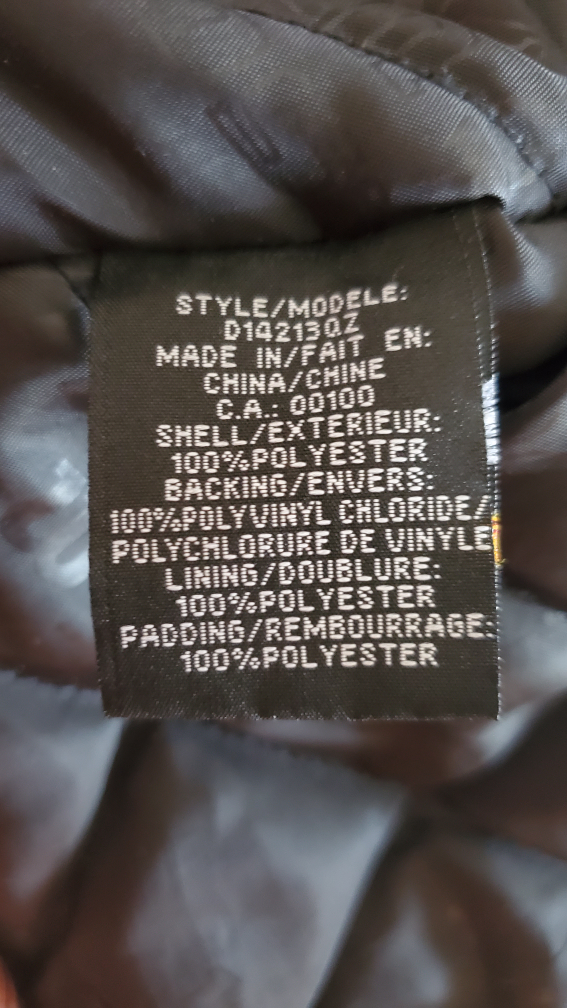 STYLE/MODELE:
D142130Z
MADE IN/FAIT EN:
CHINA/CHINE
C.A.: 00100
SHELL/EXTERIEUR:
100%POLYESTER
BACKING/ENVERS:
100%POLYVINYL CHLORIDE/
POLYCHLORURE DE VINYLE
LINING/DOUBLURE:
100%POLYESTER
PADDING/REMBOURRAGE:
100%POLYESTER